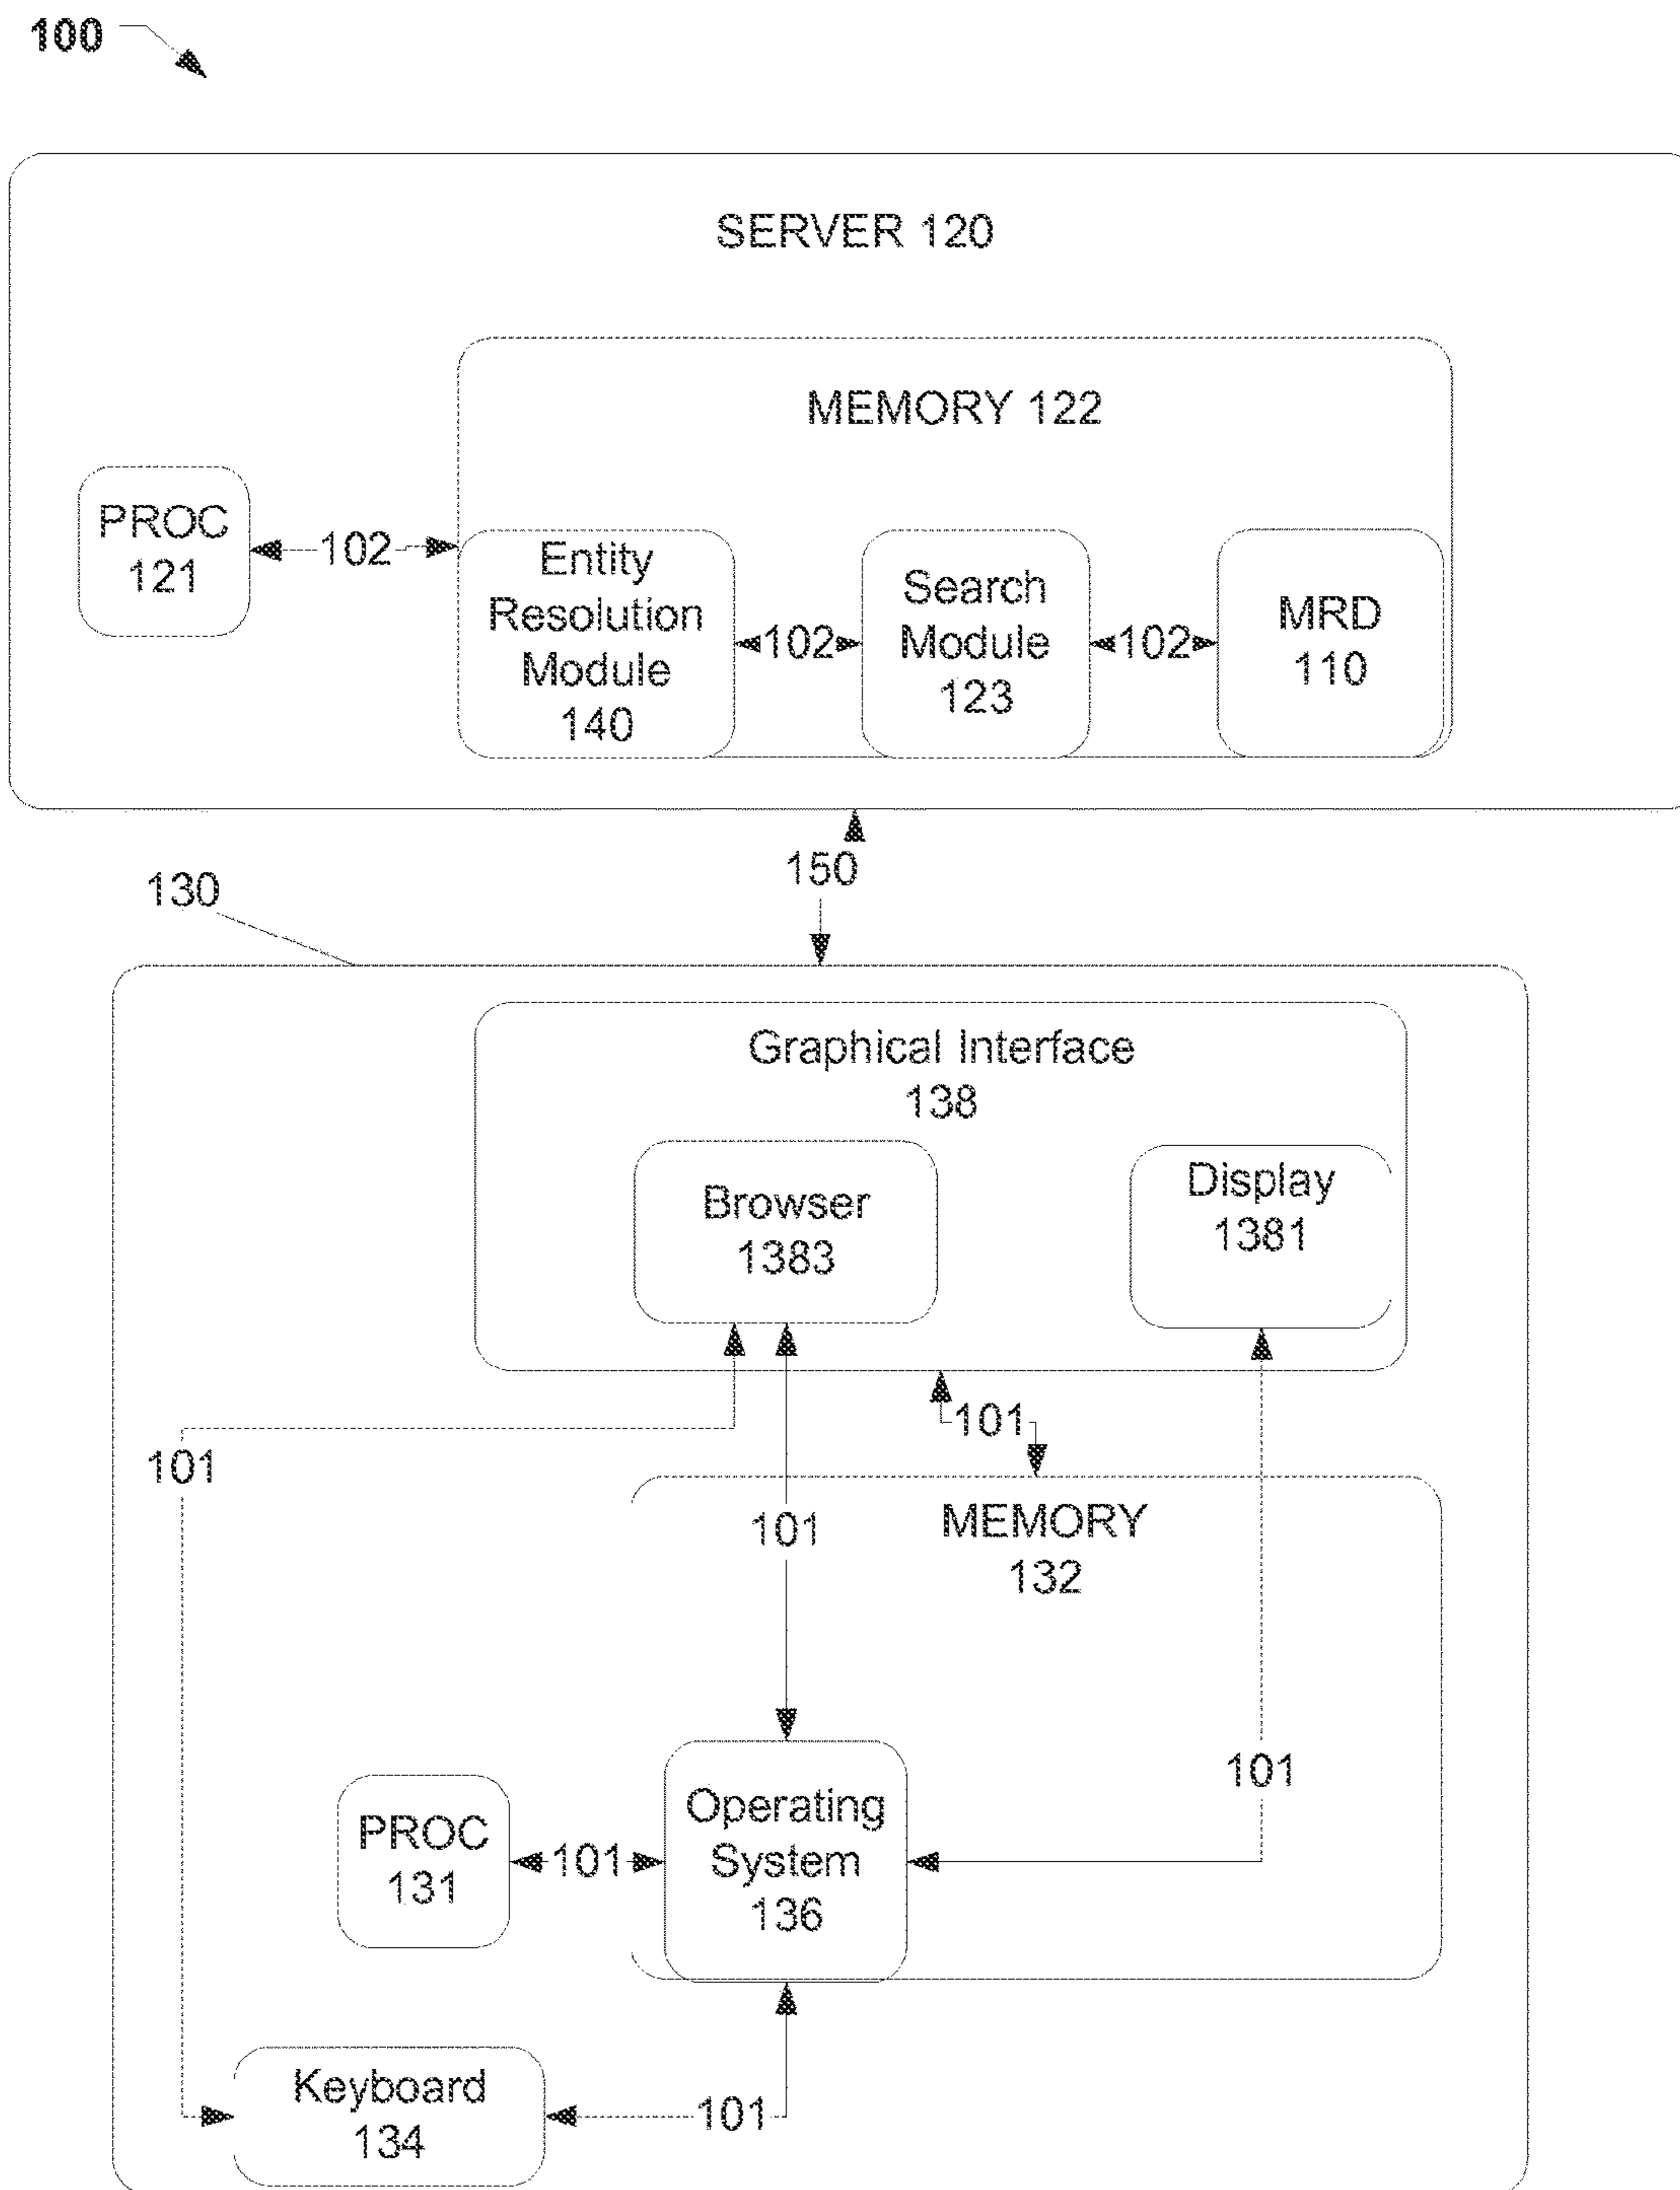 100
SERVER 120
MEMORY 122
PROC
121
102
Entity
Resolution
Module
140
102
Search
Module
123
102
MRD
110
150
130
Graphical Interface
138
Browser
1383
Display
1381
101
101
101
MEMORY
132
101
PROC
131
101
Operating
System
136
Keyboard
134
101